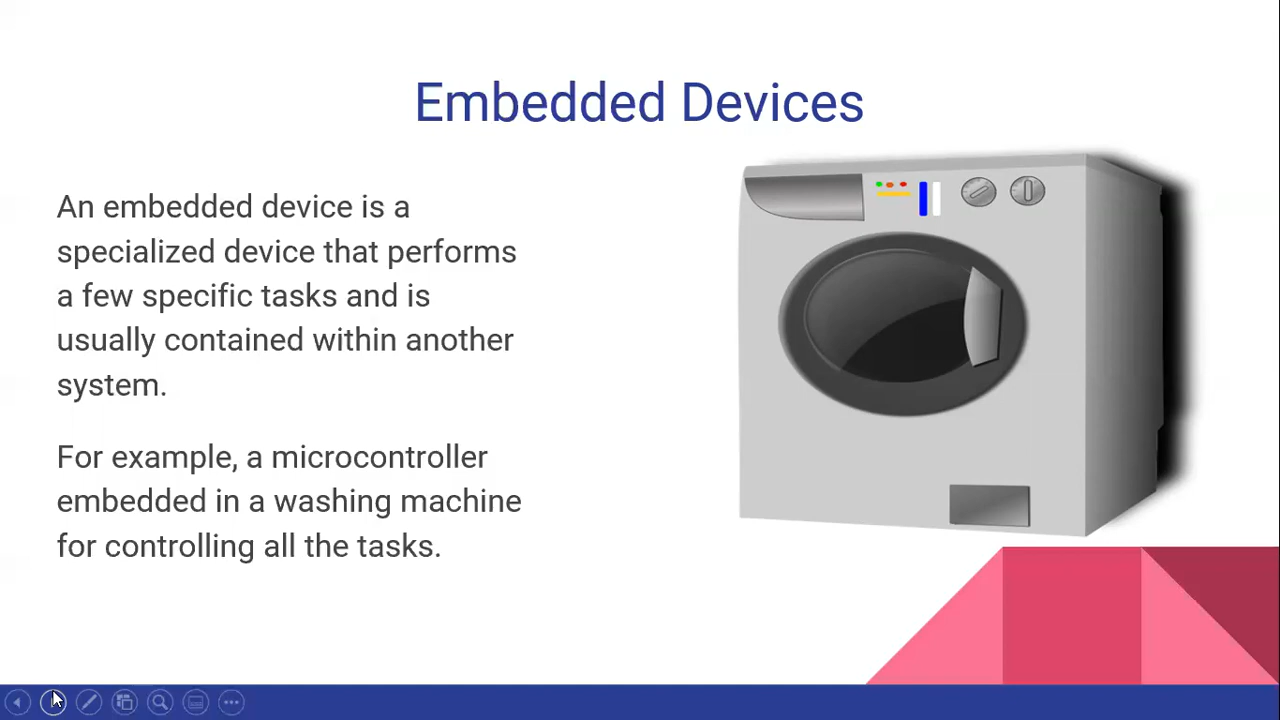 Embedded Devices
An embedded device is a
specialized device that performs
a few specific tasks and is
usually contained within another
system.
For example, a microcontroller
embedded in a washing machine
for controlling all the tasks.